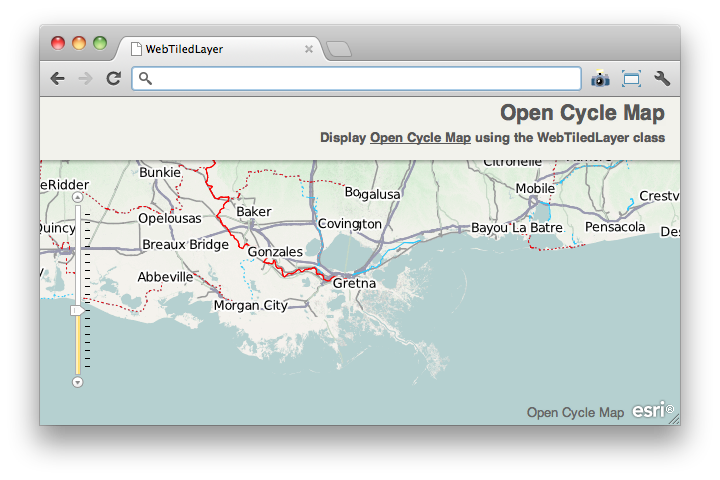 WebTiledLayer
Open Cycle Map
Display Open Cycle Map using the WebTiledLayer class
Citronelle
Bunkie
eRidder
Mobile
Bogalusa
Crestv
Baker
Opelousas
Covington
Quincy
Bayou La Batre
Pensacola
Des
Breaux Bridge
Gonzales
Abbeville
Gretna
Morgan City
Open Cycle Map esri®